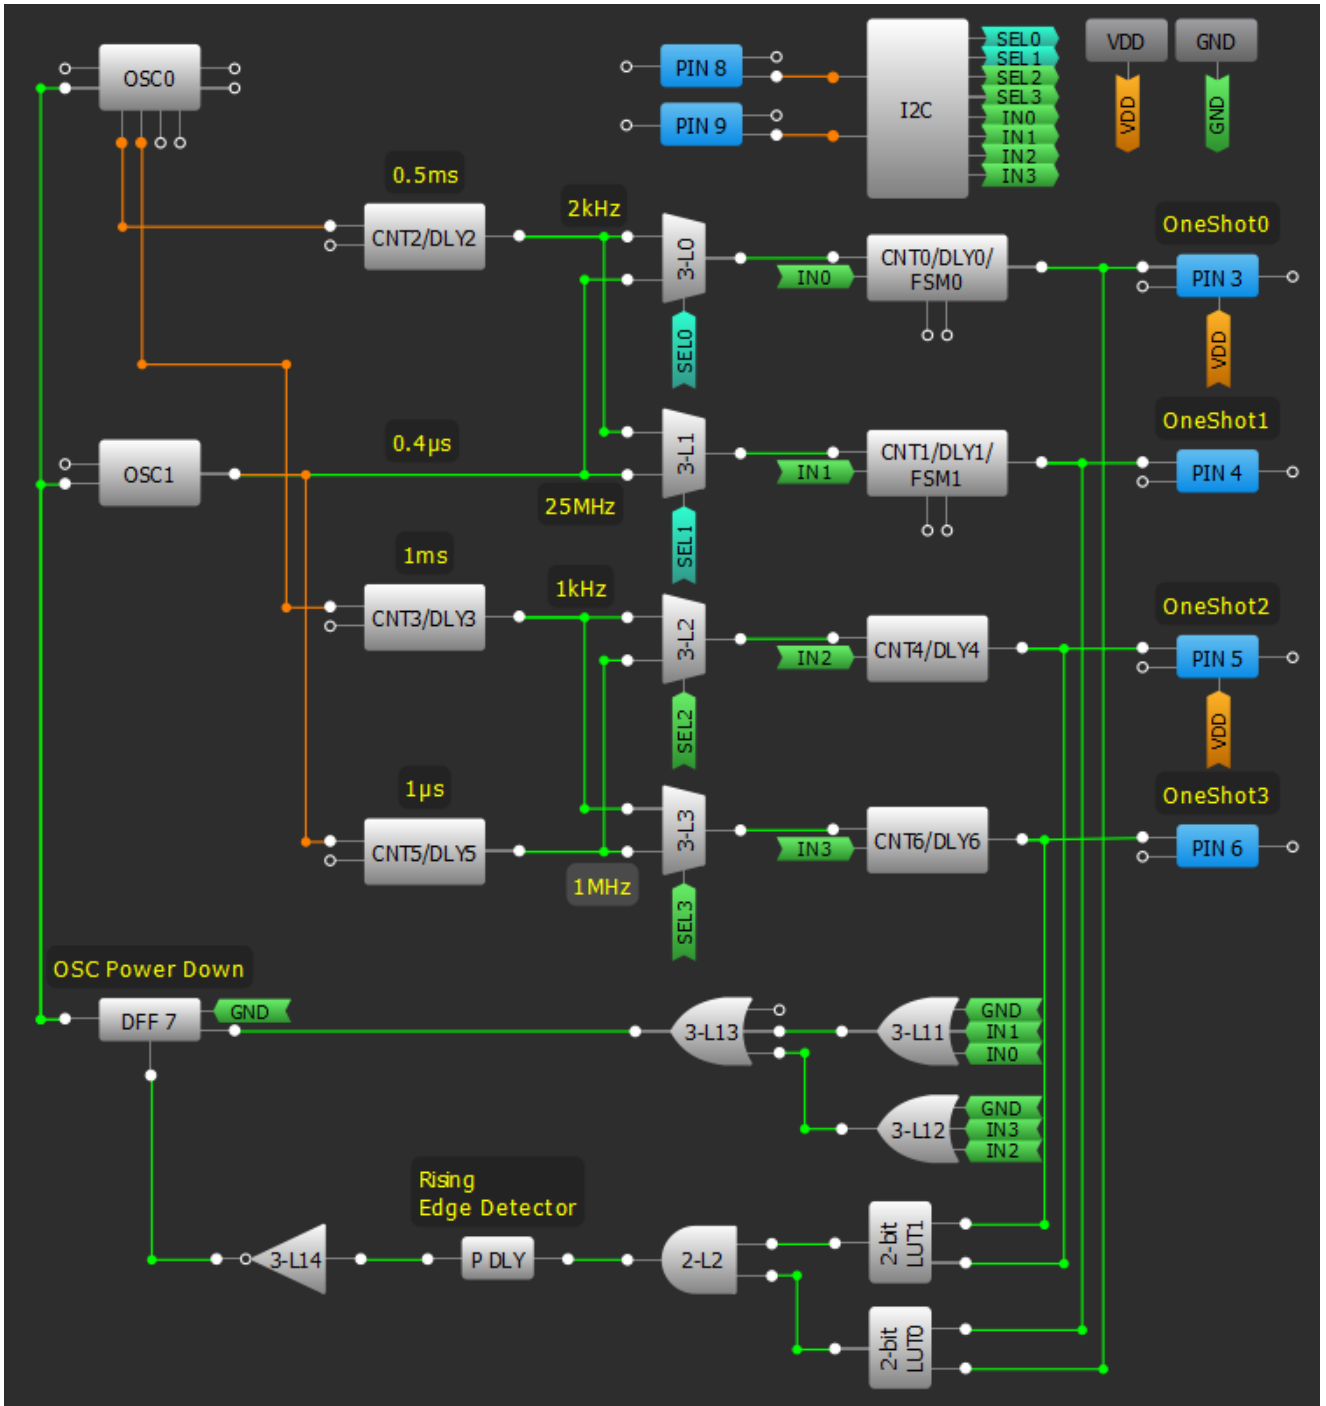 OSC0
PIN 8
PIN 9
I2C
SEL0
SEL1
SEL2
SEL3
IN0
IN1
IN2
IN3
VDD
GND
VDD
GND
0.5ms
CNT2/DLY2
2kHz
3-L0
SEL0
IN0
CNT0/DLY0/
FSM0
OneShot0
PIN 3
VDD
OSC1
0.4µs
25MHz
3-L1
SEL1
IN1
CNT1/DLY1/
FSM1
OneShot1
PIN 4
1ms
CNT3/DLY3
1kHz
3-L2
SEL2
IN2
CNT4/DLY4
OneShot2
PIN 5
VDD
1µs
CNT5/DLY5
1MHz
3-L3
SEL3
IN3
CNT6/DLY6
OneShot3
PIN 6
OSC Power Down
DFF 7
GND
3-L13
3-L11
GND
IN1
IN0
3-L12
GND
IN3
IN2
Rising
Edge Detector
3-L14
P DLY
2-L2
2-bit
LUT1
2-bit
LUT0